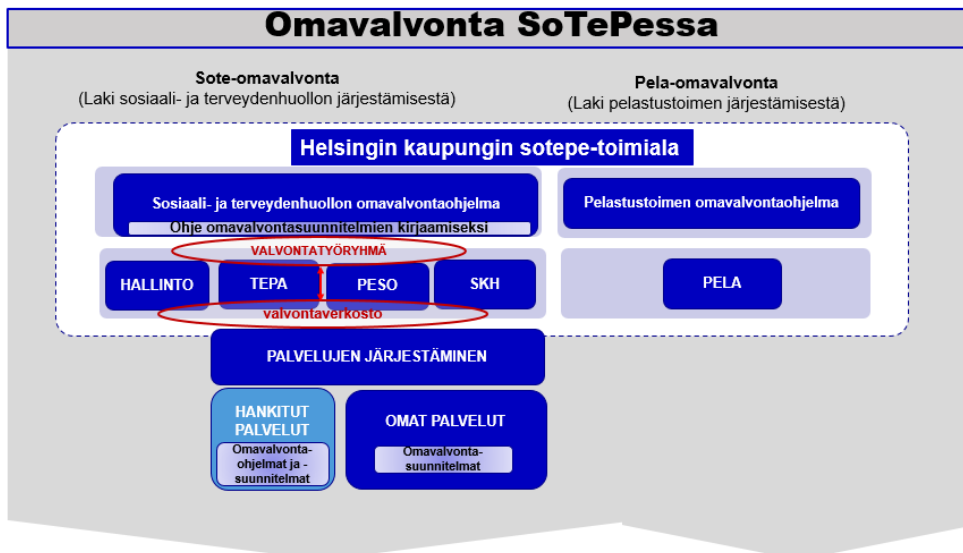 Omavalvonta SoTePessa
Sote-omavalvonta
(Laki sosiaali- ja terveydenhuollon järjestämisestä)
Pela-omavalvonta
(Laki pelastustoimen järjestämisestä)
Helsingin kaupungin sotepe-toimiala
Sosiaali- ja terveydenhuollon omavalvontaohjelma
Ohje omavalvontasuunnitelmien kirjaamiseksi
Pelastustoimen omavalvontaohjelma
VALVONTATYÖRYHMÄ
HALLINTO
TEPA
PESO
SKH
PELA
valvontaverkosto
PALVELUJEN JÄRJESTÄMINEN
HANKITUT
PALVELUT
Omavalvonta-
ohjelmat ja -
suunnitelmat
OMAT PALVELUT
Omavalvonta-
suunnitelmat